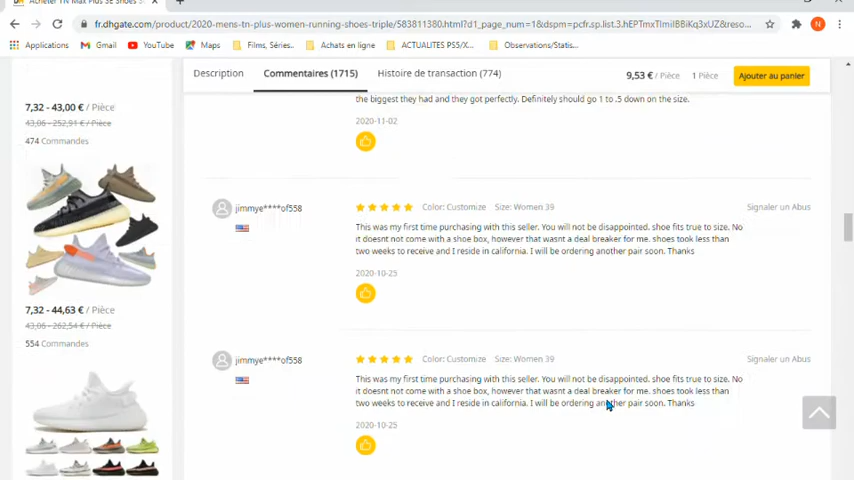 Acheter TN Max Plus SE Shoes S
fr.dhgate.com/product/2020-mens-tn-plus-women-running-shoes-triple/583811380.html?d1_page_num=1&dspm=pcfr.sp.list.3.
Applications Gmail YouTube Maps Films, Séries.. Achats en ligne ACTUALITES PS5/X... Observations/Statis...
Description Commentaires (1715) Histoire de transaction (774) 9,53 € / Pièce 1 Pièce Ajouter au panier
the biggest they had and they got perfectly. Definitely should go 1 to .5 down on the size.
7,32 - 43,00 € / Pièce
43,06 - 252,91 € / Pièce
474 Commandes
2020-11-02
jimmye****of558 Color: Customize Size: Women 39 Signaler un Abus
This was my first time purchasing with this seller. You will not be disappointed. shoe fits true to size. No
it doesnt not come with a shoe box, however that wasnt a deal breaker for me. shoes took less than
two weeks to receive and I reside in california. I will be ordering another pair soon. Thanks
2020-10-25
7,32 - 44,63 € / Pièce
43,06 - 262,54 € / Pièce
554 Commandes
jimmye****of558 Color: Customize Size: Women 39 Signaler un Abus
This was my first time purchasing with this seller. You will not be disappointed. shoe fits true to size. No
it doesnt not come with a shoe box, however that wasnt a deal breaker for me. shoes took less than
two weeks to receive and I reside in california. I will be ordering another pair soon. Thanks
2020-10-25